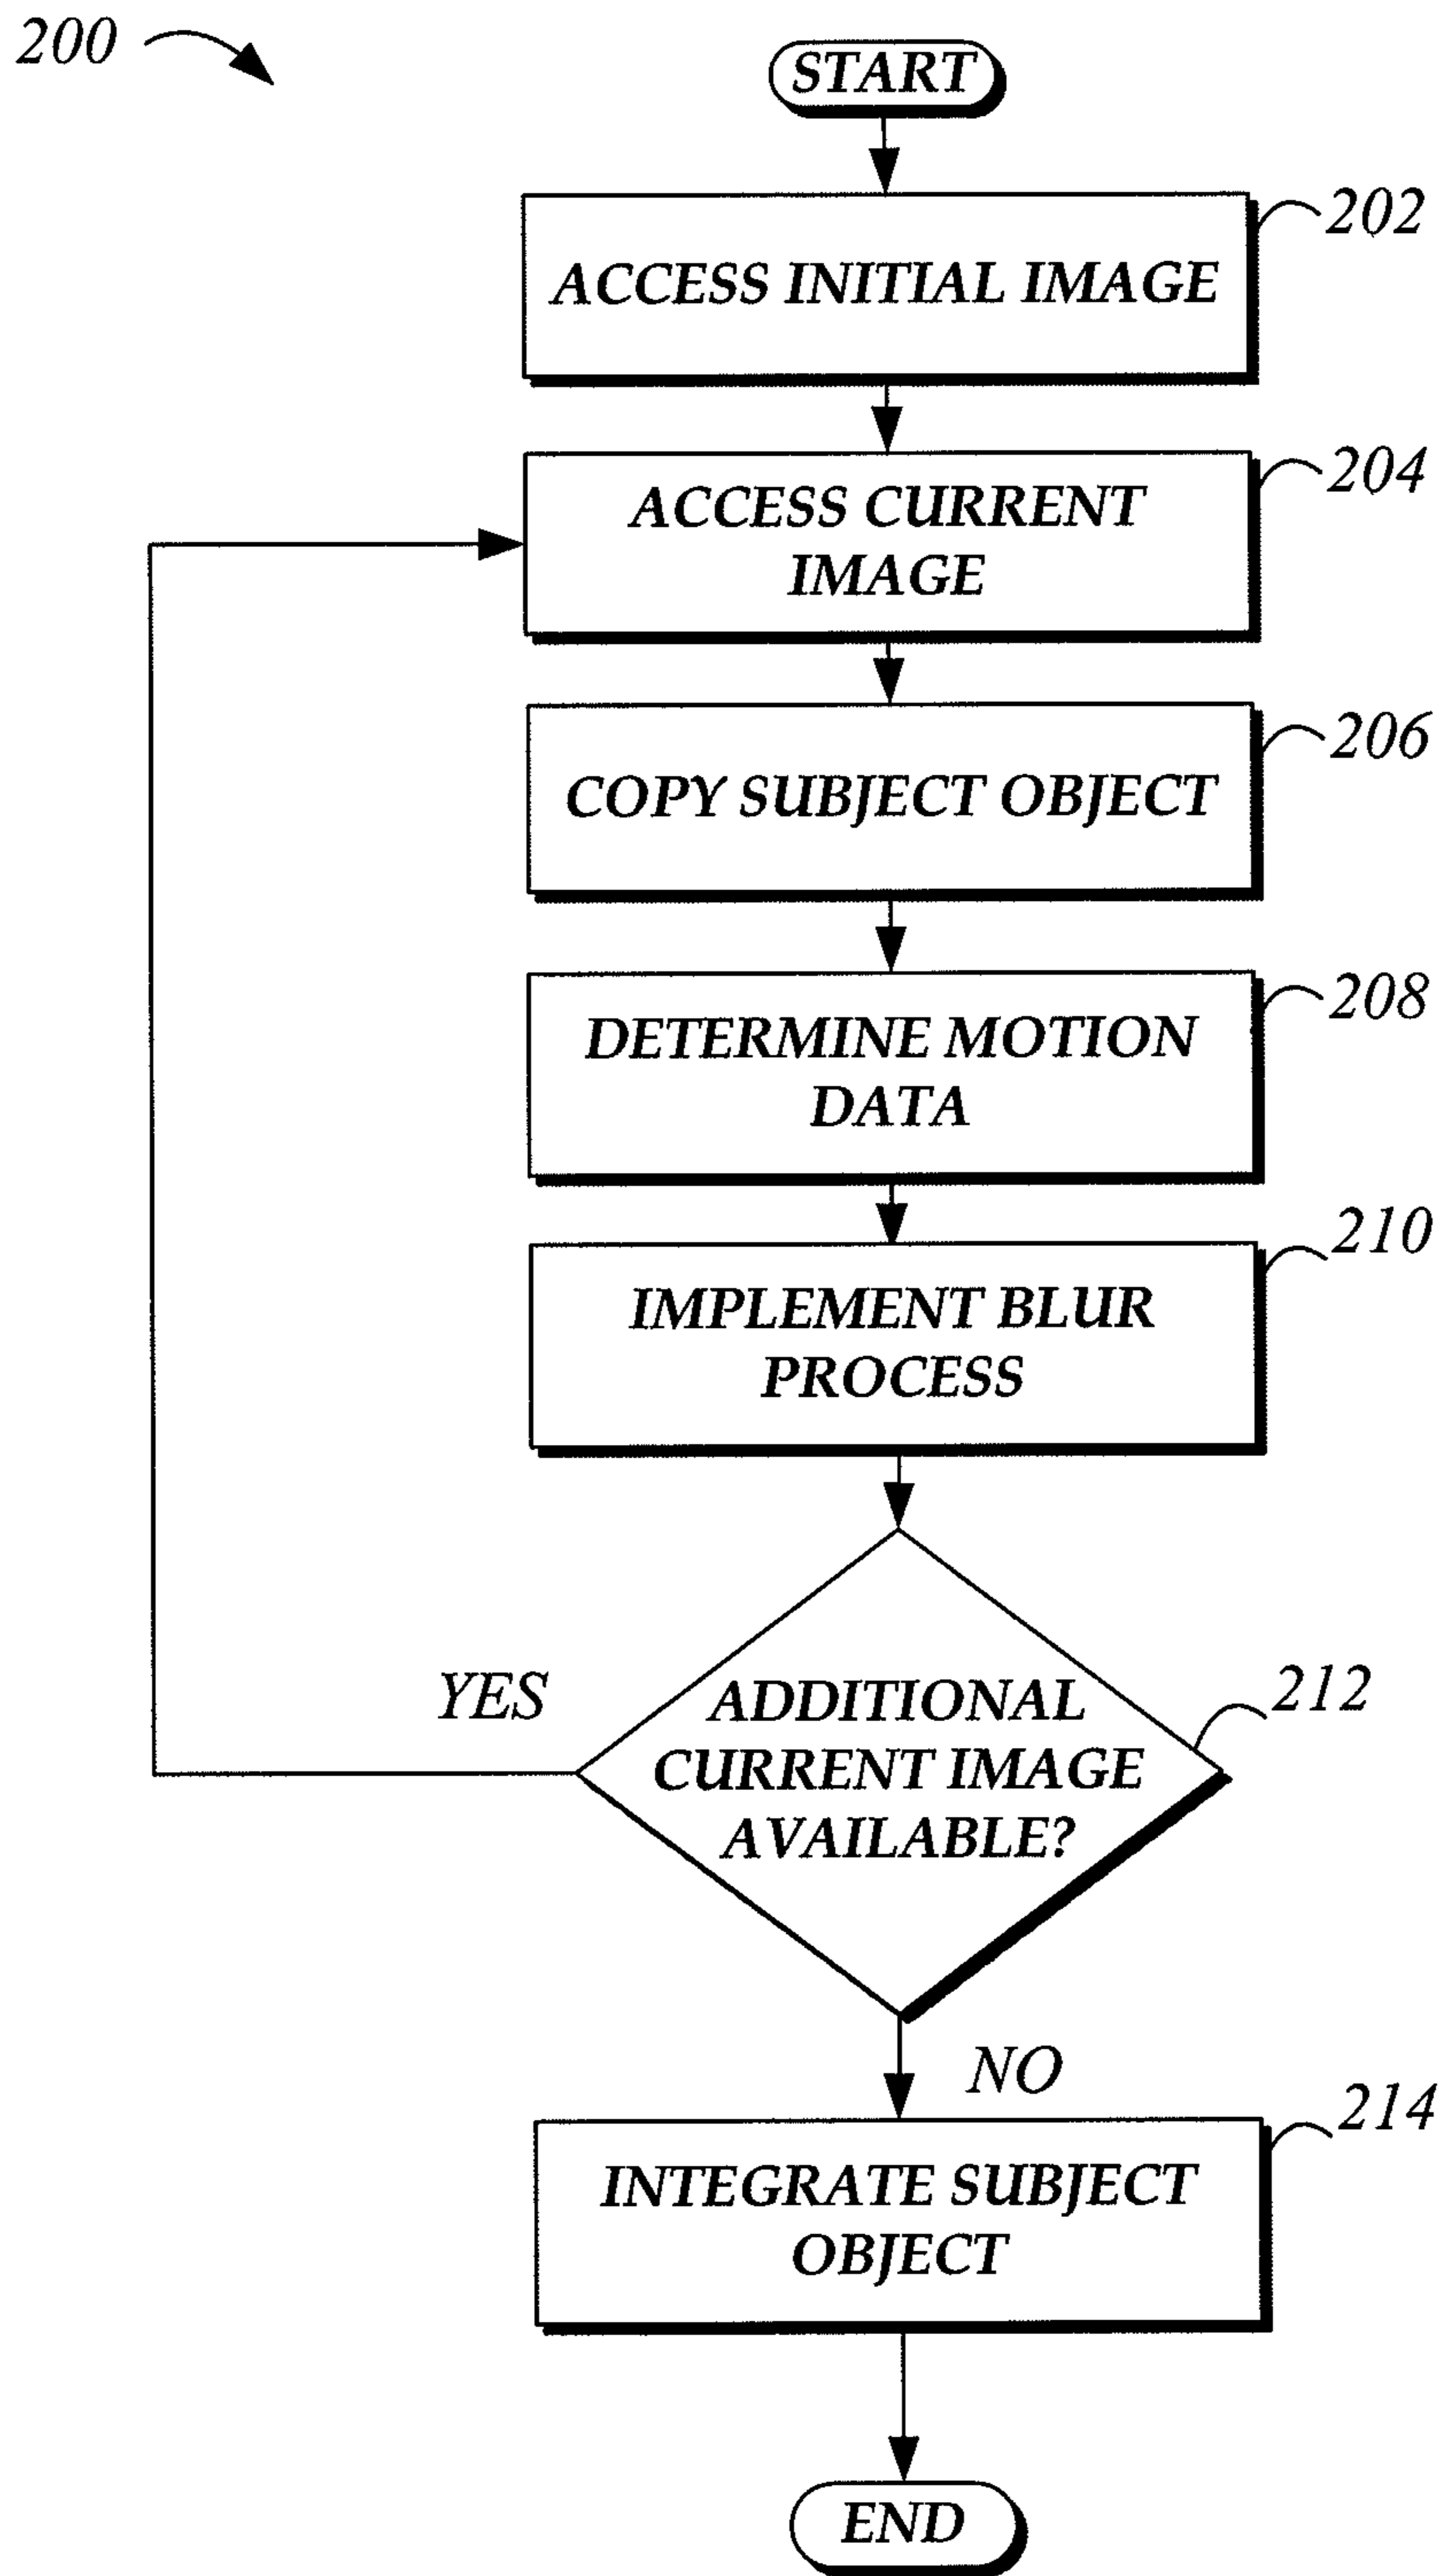 200
START
202
ACCESS INITIAL IMAGE
204
ACCESS CURRENT
IMAGE
206
COPY SUBJECT OBJECT
208
DETERMINE MOTION
DATA
210
IMPLEMENT BLUR
PROCESS
YES
212
ADDITIONAL
CURRENT IMAGE
AVAILABLE?
NO
214
INTEGRATE SUBJECT
OBJECT
END